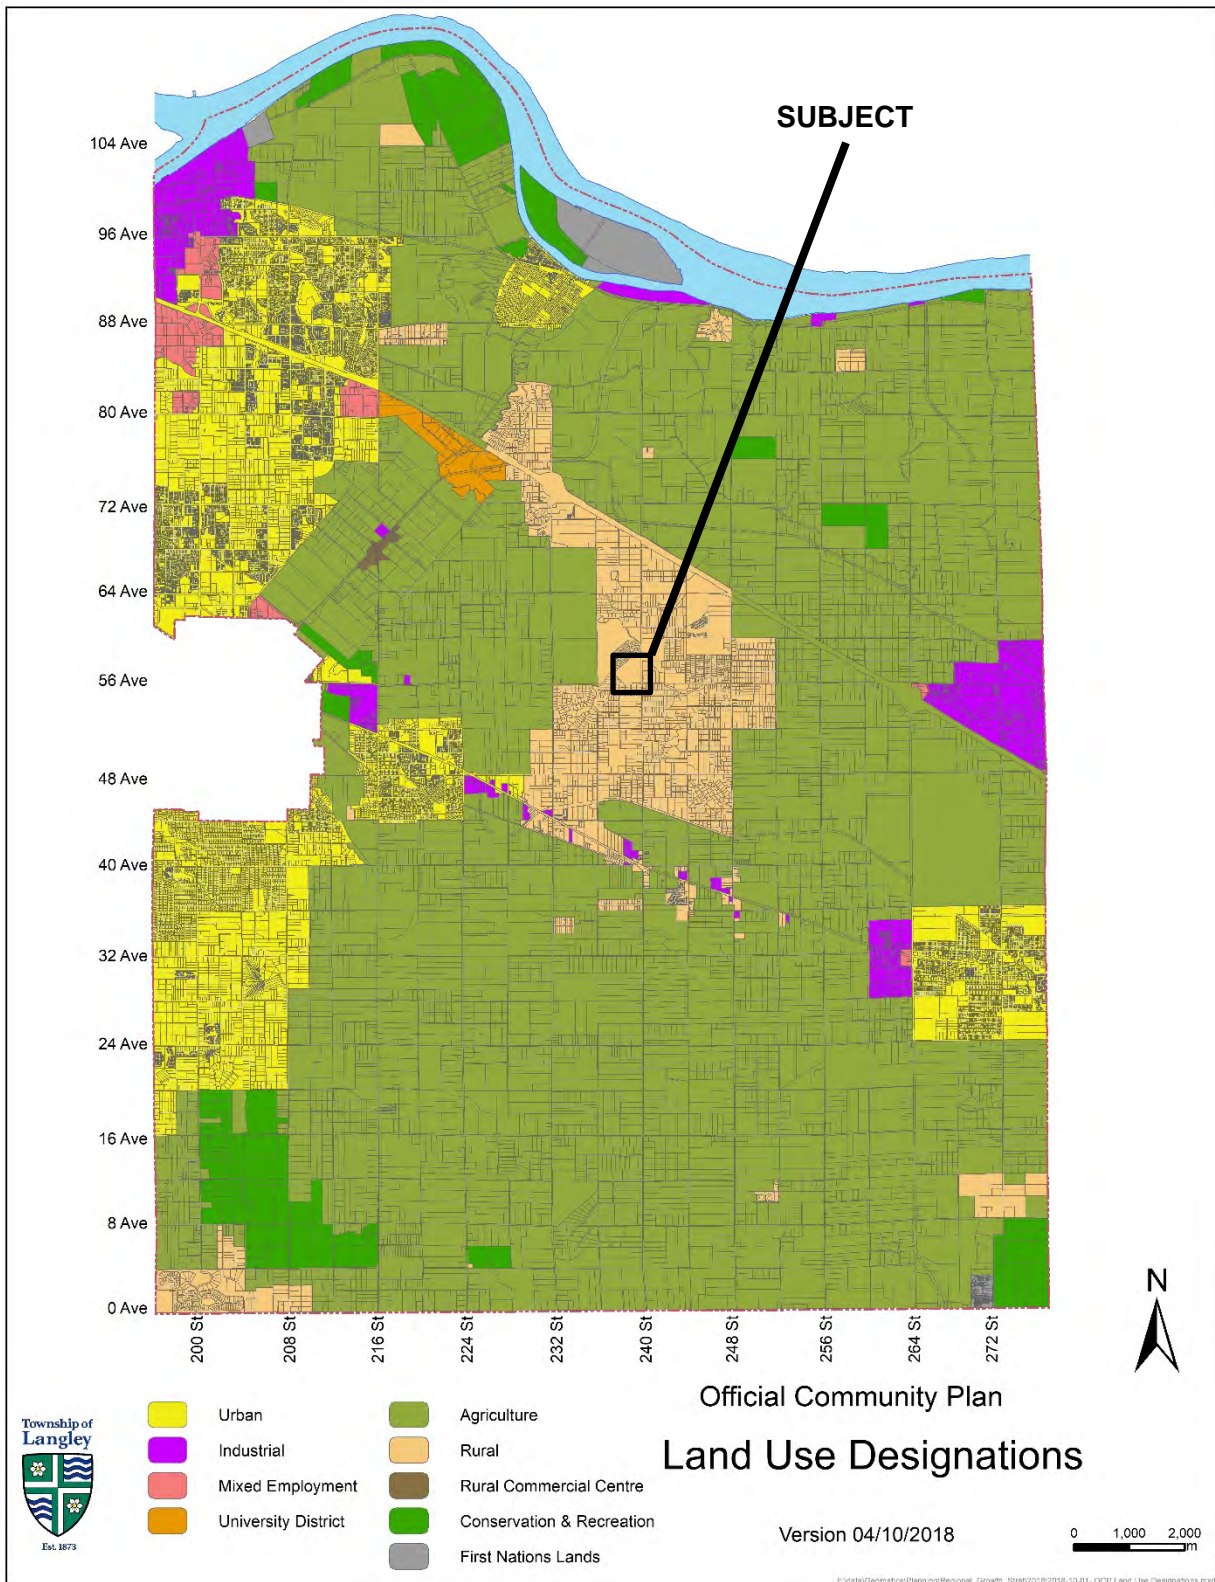 SUBJECT
104 Ave
96 Ave
88 Ave
80 Ave
72 Ave
64 Ave
56 Ave
48 Ave
40 Ave
32 Ave
24 Ave
16 Ave
8 Ave
0 Ave
200 St
208 St
216 St
224 St
232 St
240 St
248 St
256 St
264 St
272 St
N
Official Community Plan
Land Use Designations
Version 04/10/2018
0 1,000 2,000
m
Township of
Langley
Est. 1873
Urban
Industrial
Mixed Employment
University District
Agriculture
Rural
Rural Commercial Centre
Conservation & Recreation
First Nations Lands